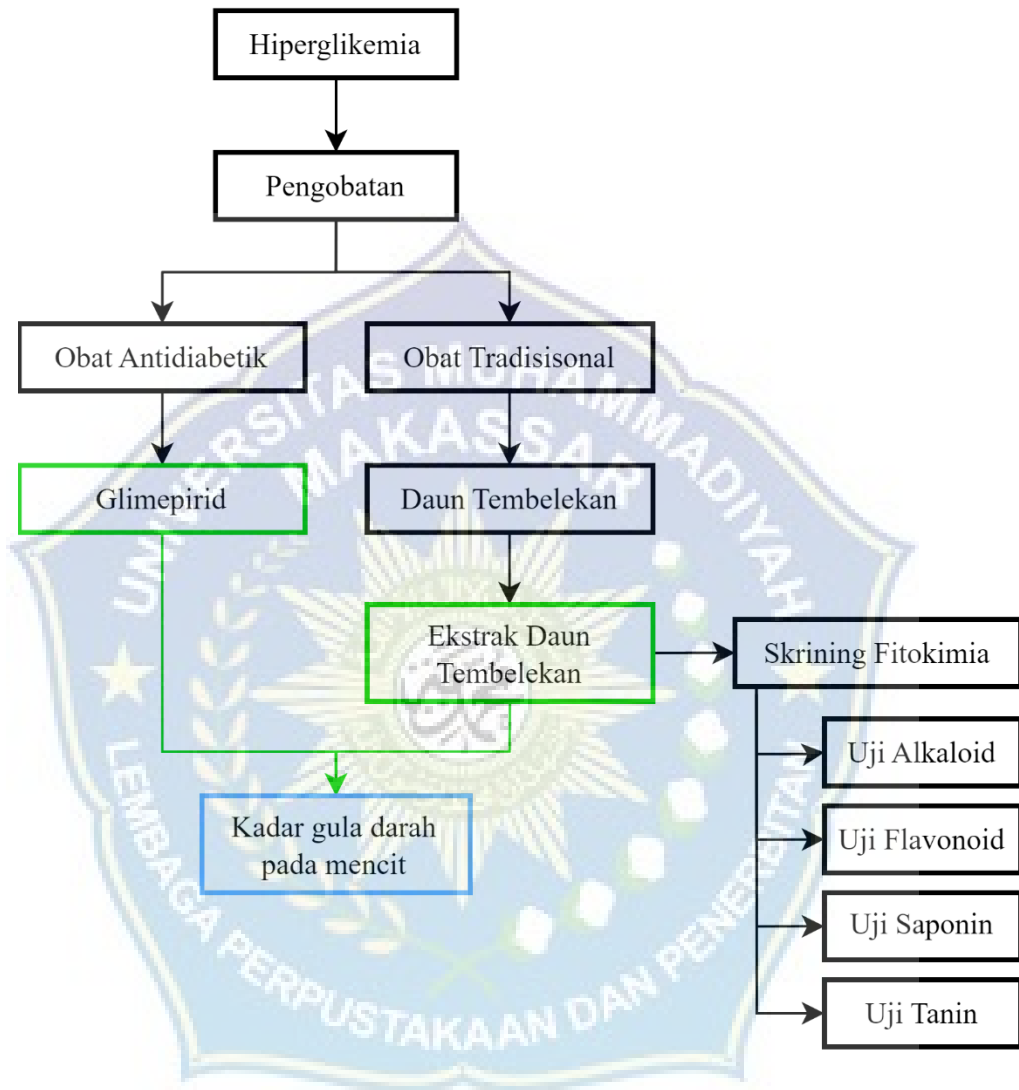 Hiperglikemia
Pengobatan
Obat Antidiabetik
Obat Tradisisonal
Glimepirid
Daun Tembelekan
Ekstrak Daun
Tembelekan
Skrining Fitokimia
Uji Alkaloid
Kadar gula darah
pada mencit
Uji Flavonoid
Uji Saponin
Uji Tanin
UNIVERSITAS MUHAMMADIYAH
MAKASSAR
LEMBAGA PERPUSTAKAAN DAN PENERBITAN